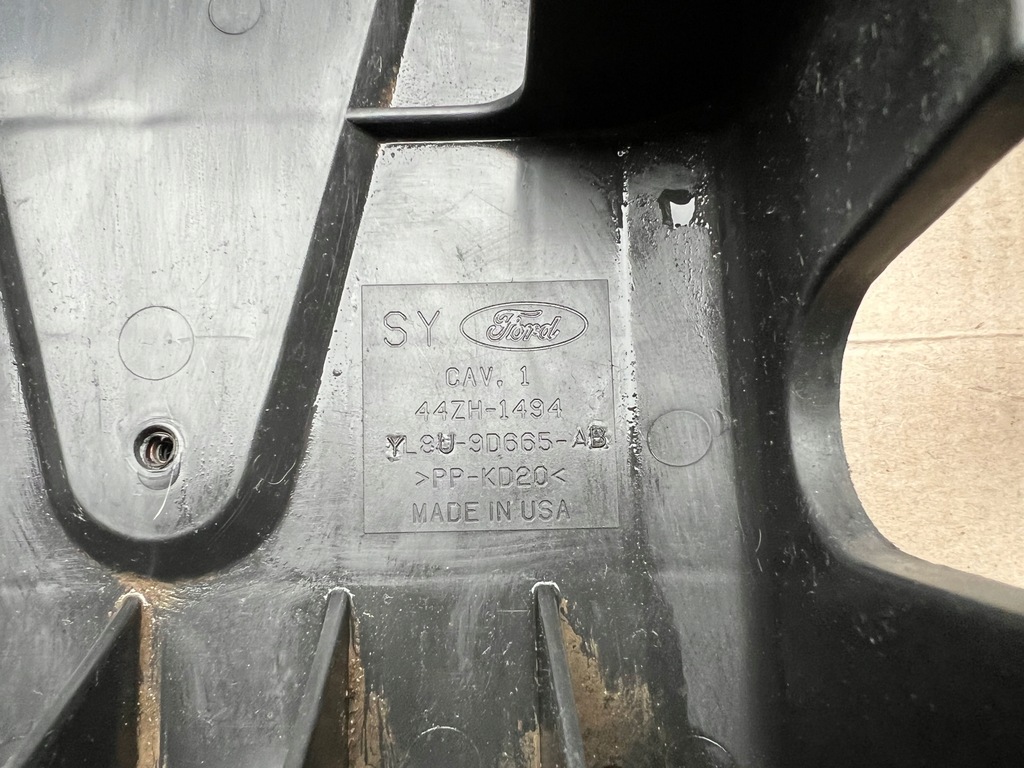 SY Ford
CAV. 1
44ZH-1494
YL8U-9D665-AB
>PP-KD20<
MADE IN USA